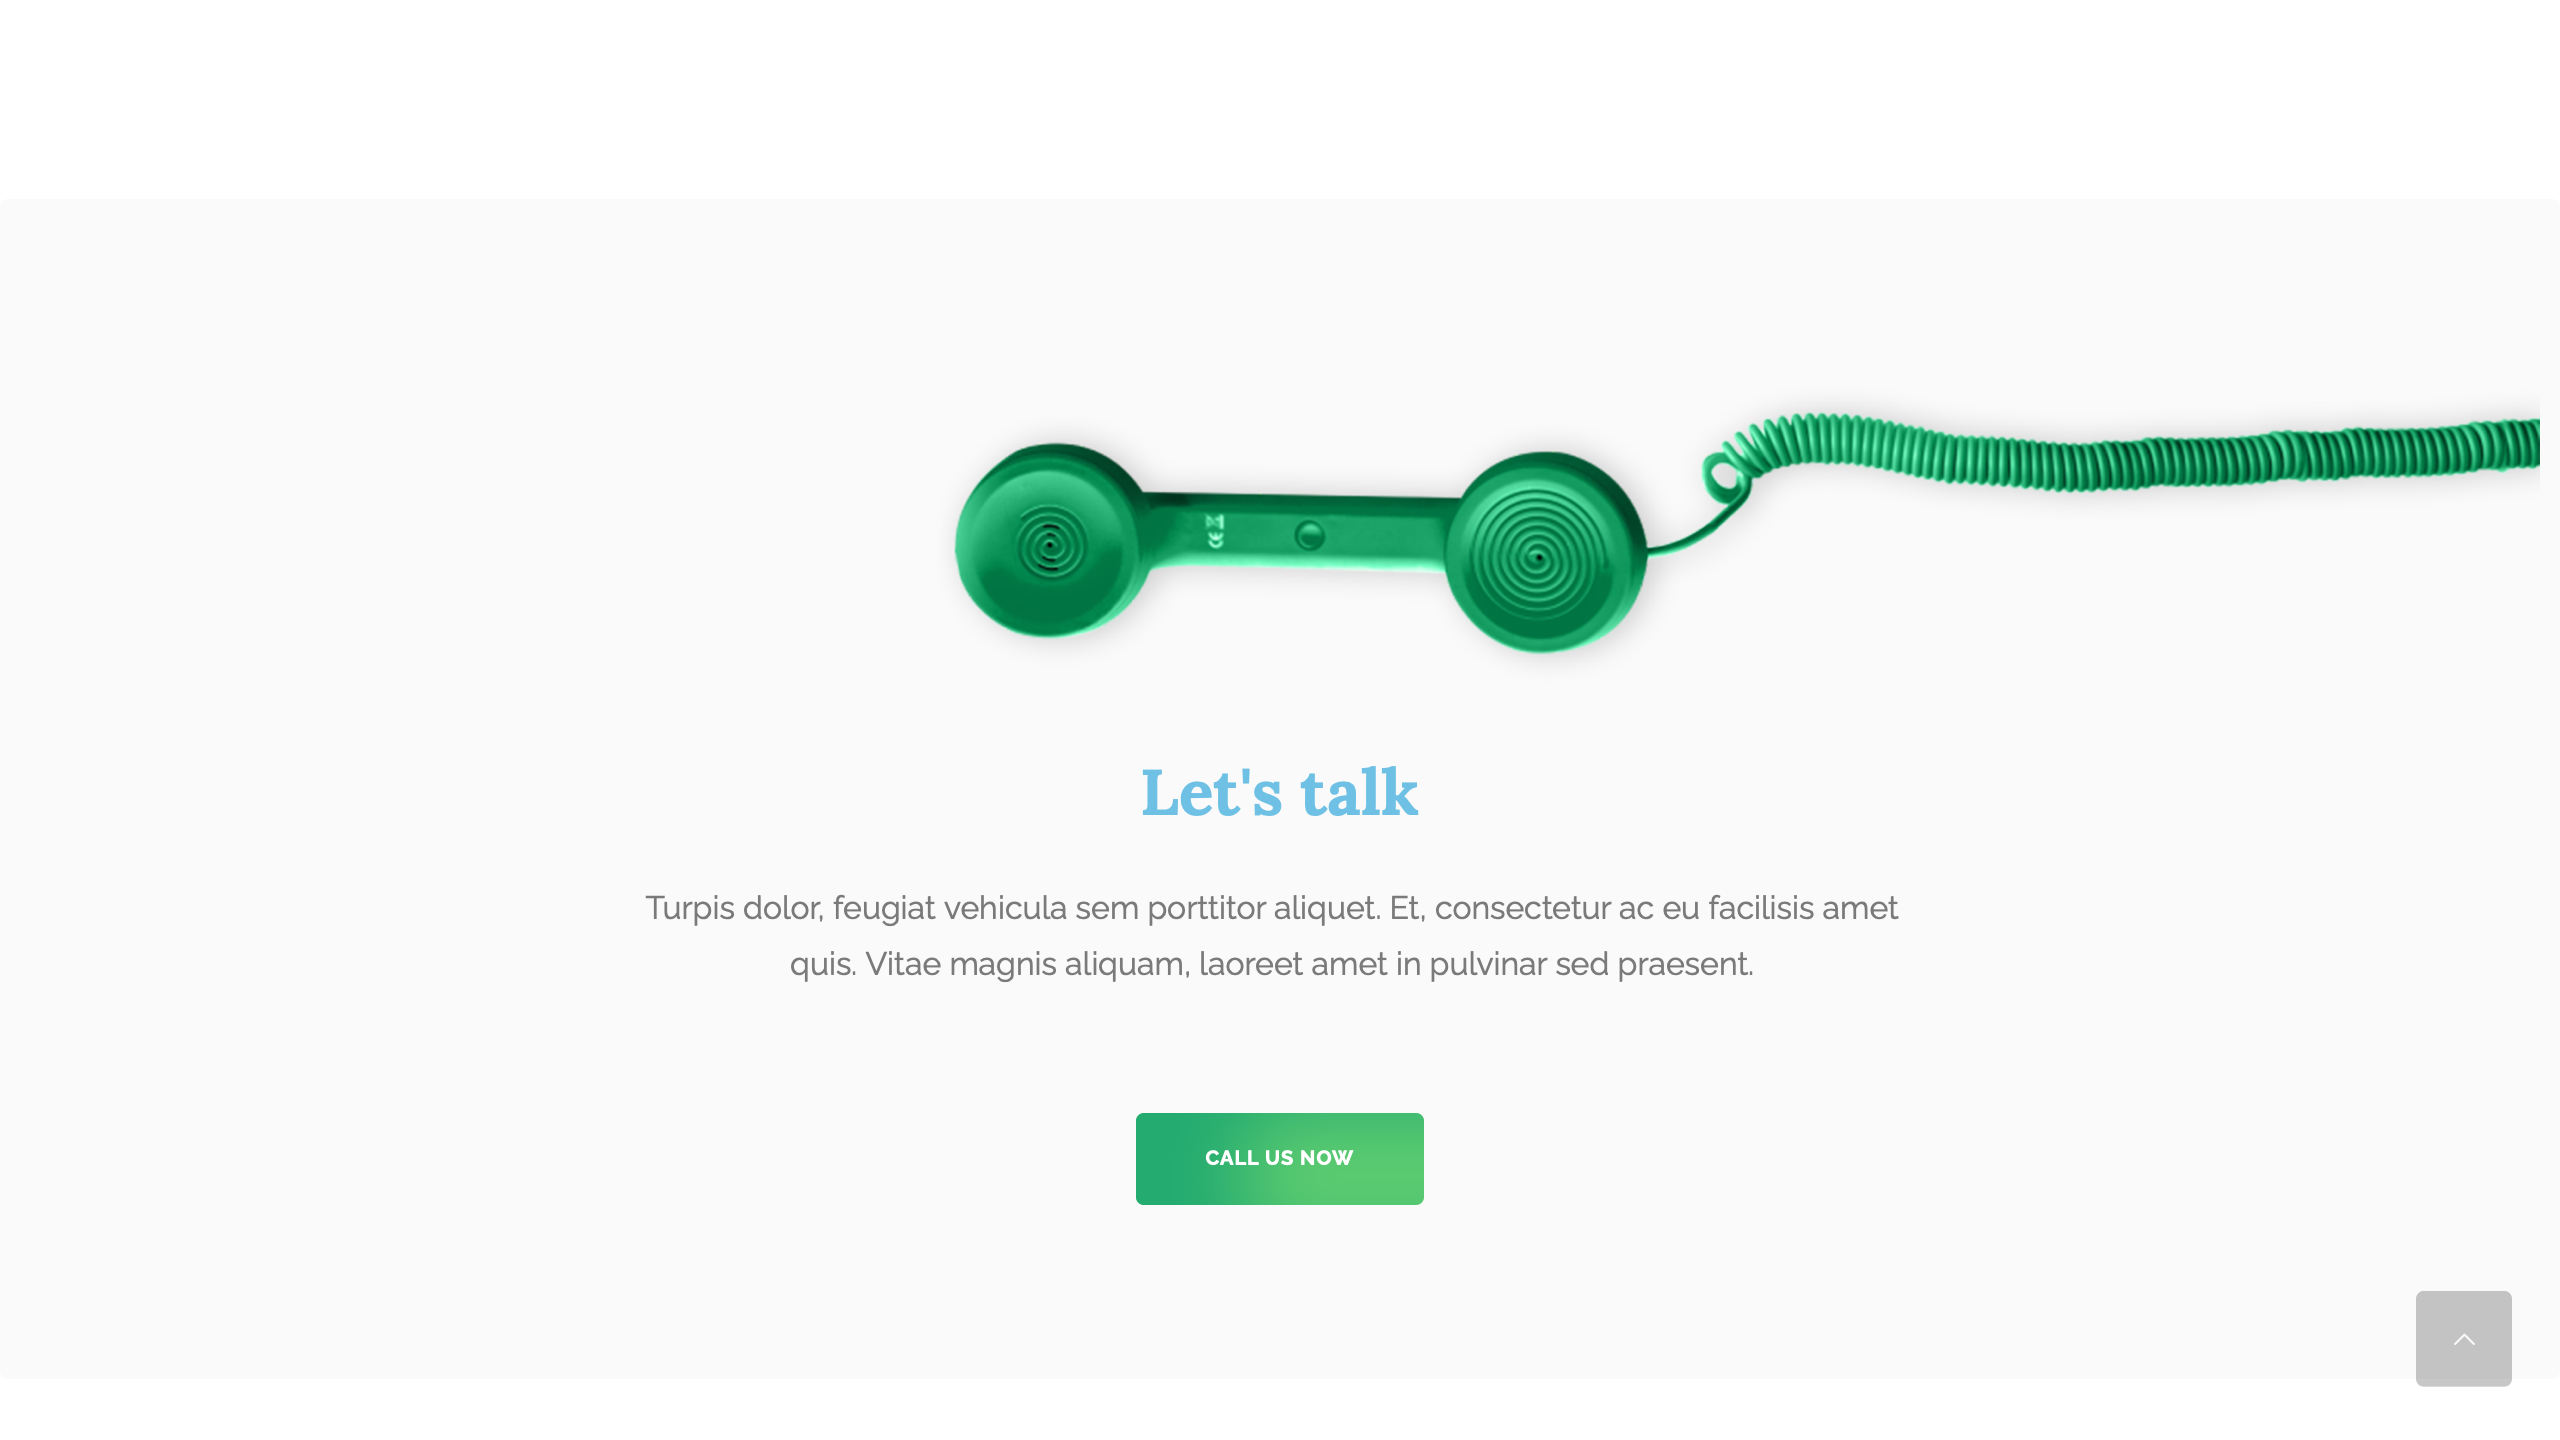 CE
Let's talk
Turpis dolor, feugiat vehicula sem porttitor aliquet. Et, consectetur ac eu facilisis amet
quis. Vitae magnis aliquam, laoreet amet in pulvinar sed praesent.
CALL US NOW